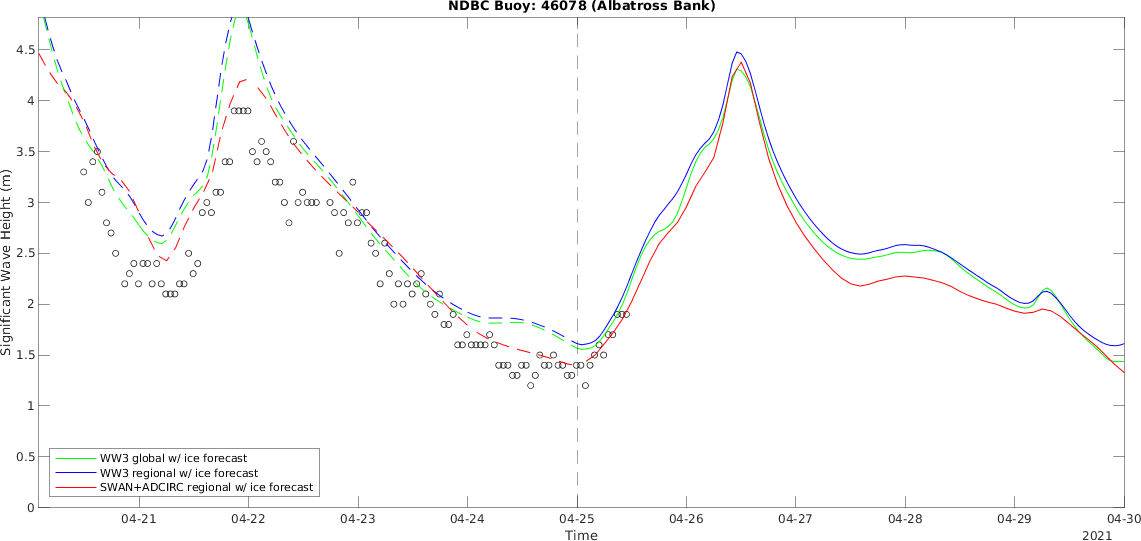 NDBC Buoy: 46078 (Albatross Bank)
Significant Wave Height (m)
4.5
4
3.5
3
2.5
2
1.5
1
0.5
0
WW3 global w/ ice forecast
WW3 regional w/ ice forecast
SWAN+ADCIRC regional w/ ice forecast
04-21 04-22 04-23 04-24 04-25 04-26 04-27 04-28 04-29 04-30
Time
2021